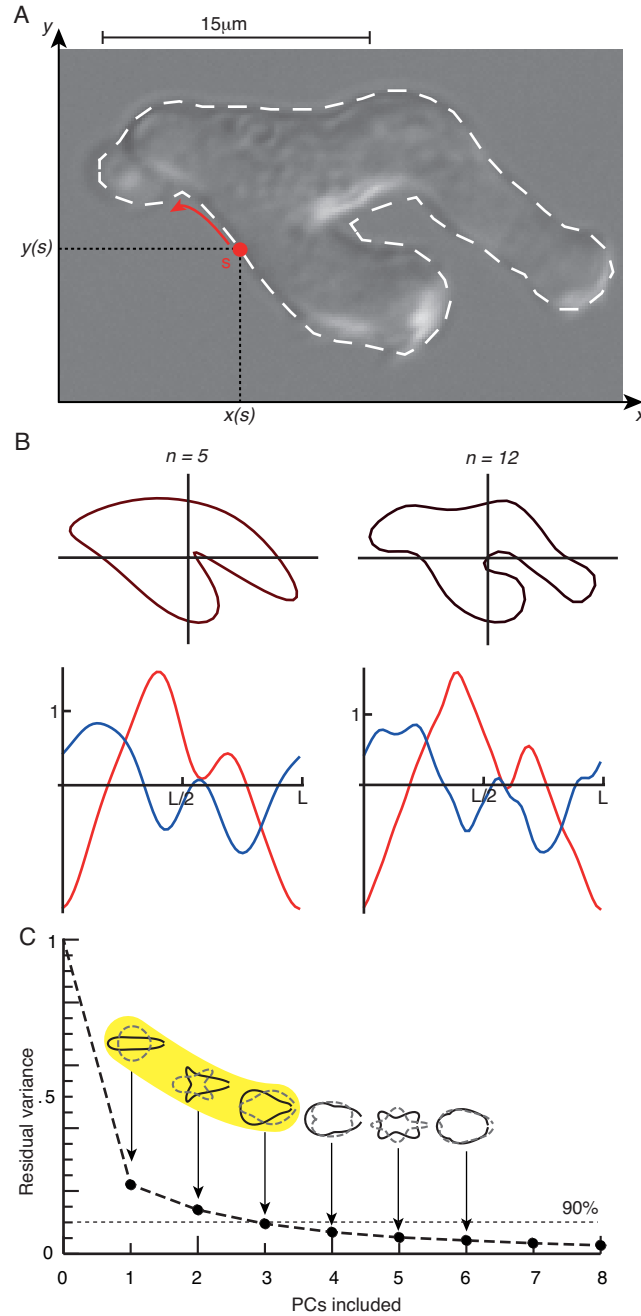 A
y
15μm
y(s)
s
x(s)
x
B
n = 5
n = 12
1
L/2
L
1
L/2
L
C
1
Residual variance
.5
90%
0
0 1 2 3 4 5 6 7 8
PCs included